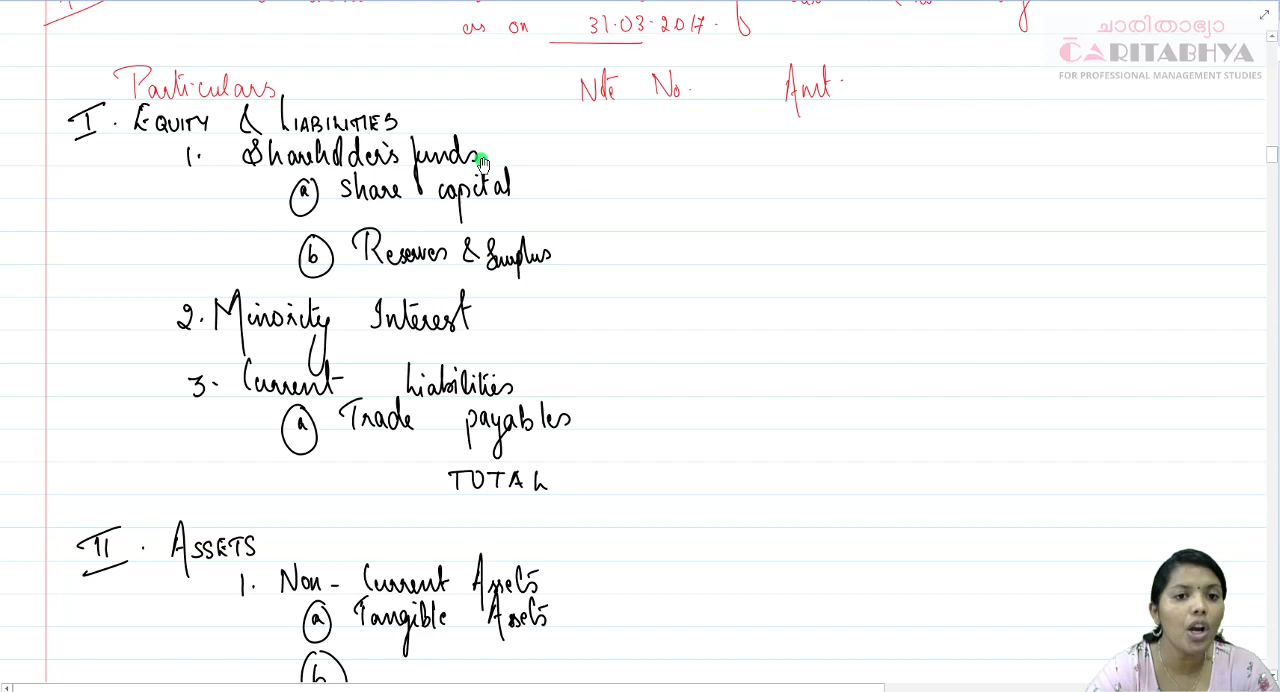 as on 31.03.2017.
ചാരിതാഭ്യാ
CARITABHYA
FOR PROFESSIONAL MANAGEMENT STUDIES
Particulars Note No. Amt.
I. EQUITY & LIABILITIES
1. Shareholder's funds
a share capital
b Reserves & Surplus
2. Minority Interest
3. Current Liabilities
a Trade payables
TOTAL
II. ASSETS
1. Non-Current Assets
a Tangible Assets
b